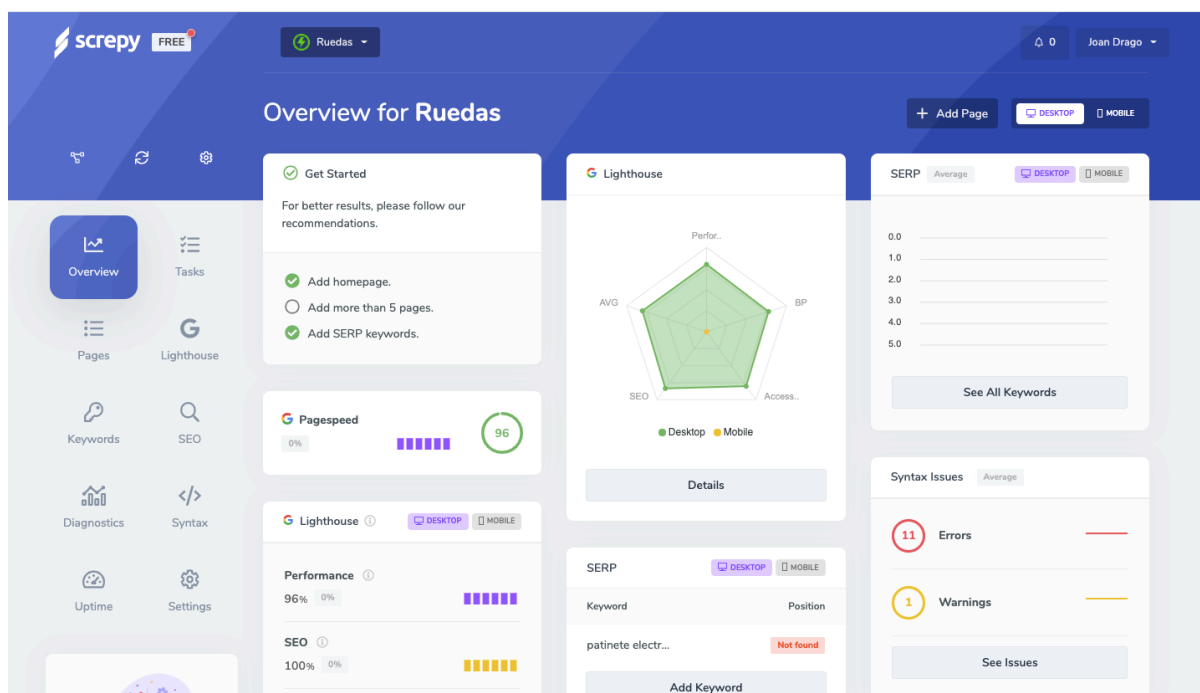 screpy FREE
Ruedas
0
Joan Drago
Overview for Ruedas
+ Add Page
DESKTOP
MOBILE
Overview
Tasks
Pages
Lighthouse
Keywords
SEO
Diagnostics
Syntax
Uptime
Settings
Get Started
For better results, please follow our
recommendations.
Add homepage.
Add more than 5 pages.
Add SERP keywords.
Pagespeed
0%
96
Lighthouse
DESKTOP
MOBILE
Performance
96% 0%
SEO
100% 0%
Lighthouse
Perfor..
AVG
BP
SEO
Access..
Desktop Mobile
Details
SERP
DESKTOP
MOBILE
Keyword Position
patinete electr... Not found
Add Keyword
SERP Average
DESKTOP
MOBILE
0.0
1.0
2.0
3.0
4.0
5.0
See All Keywords
Syntax Issues Average
11 Errors
1 Warnings
See Issues